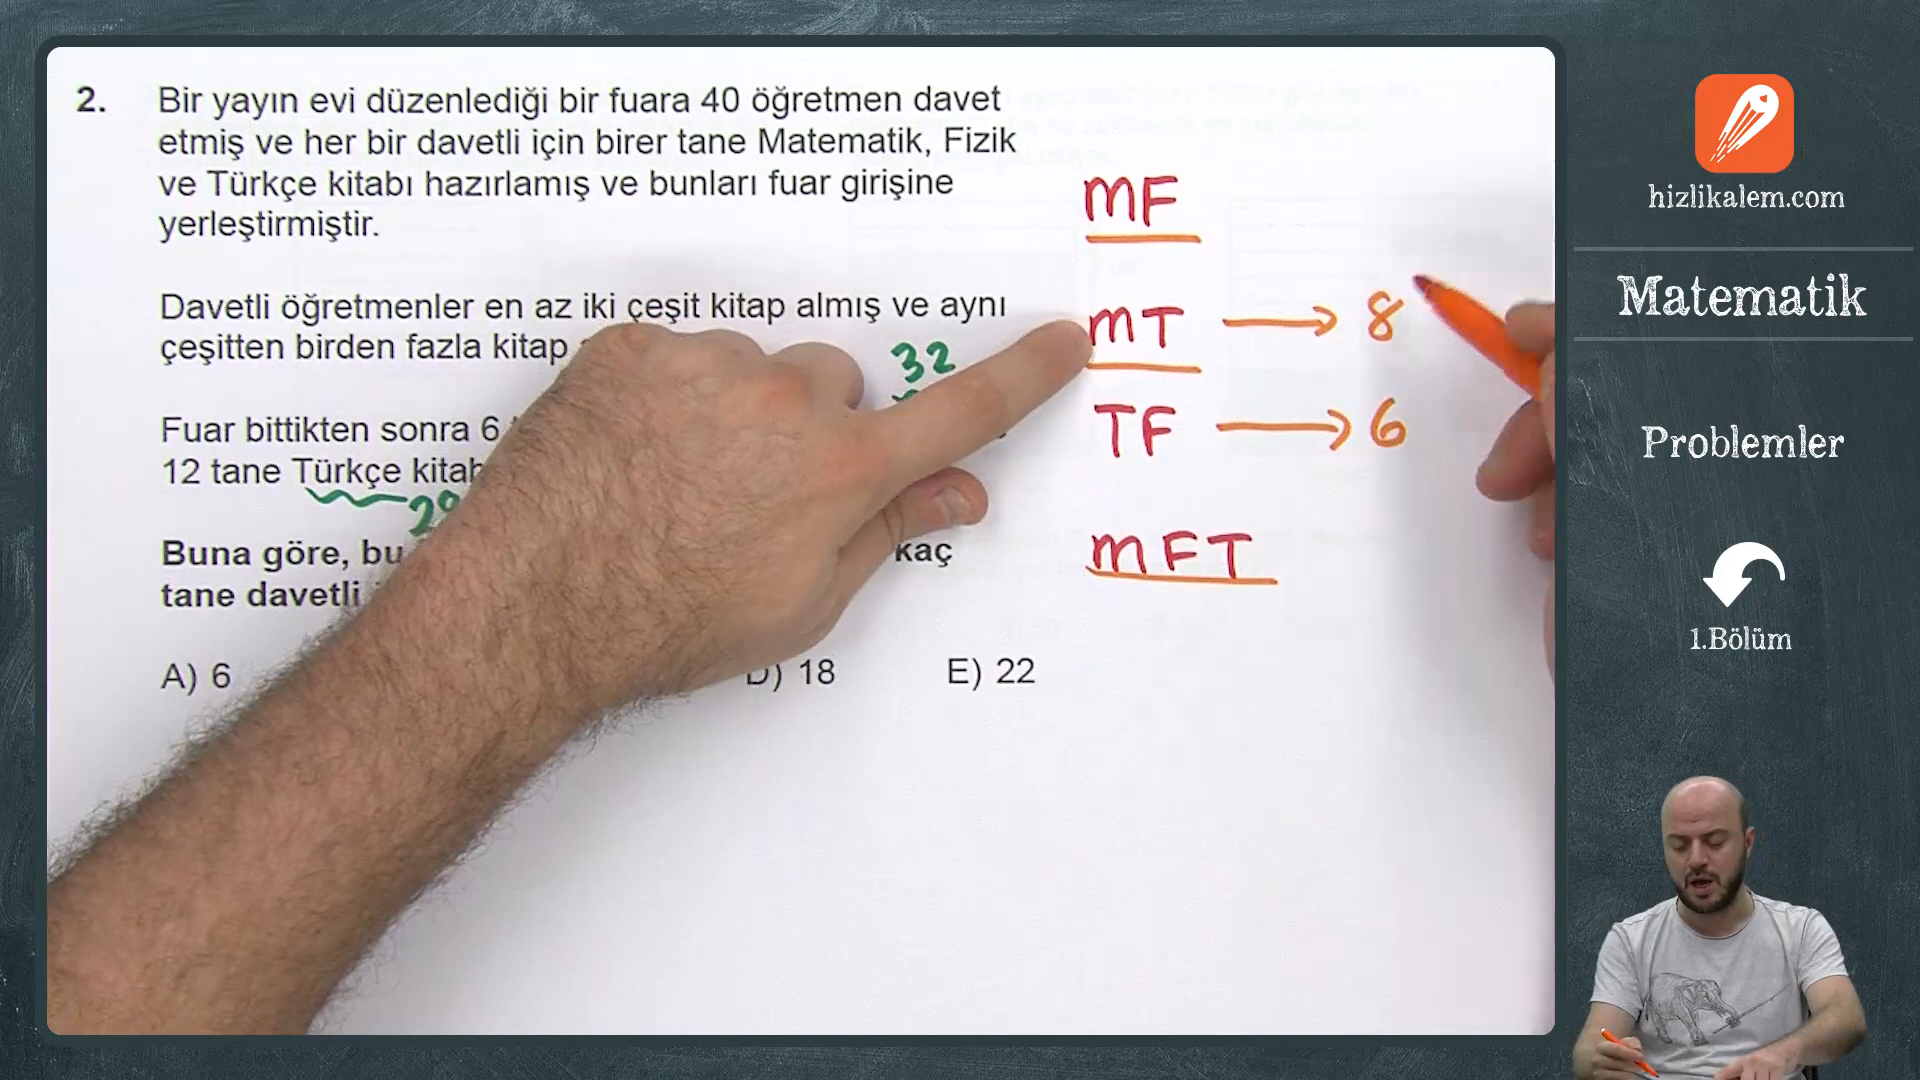 2. Bir yayın evi düzenlediği bir fuara 40 öğretmen davet
etmiş ve her bir davetli için birer tane Matematik, Fizik
ve Türkçe kitabı hazırlamış ve bunları fuar girişine
yerleştirmiştir.
Davetli öğretmenler en az iki çeşit kitap almış ve aynı
çeşitten birden fazla kitap
32
Fuar bittikten sonra 6
12 tane Türkçe
Buna göre, kaç
tane davetli
A) 6 D) 18 E) 22
MF
MT → 8
TF → 6
MFT
hizlikalem.com
Matematik
Problemler
1.Bölüm